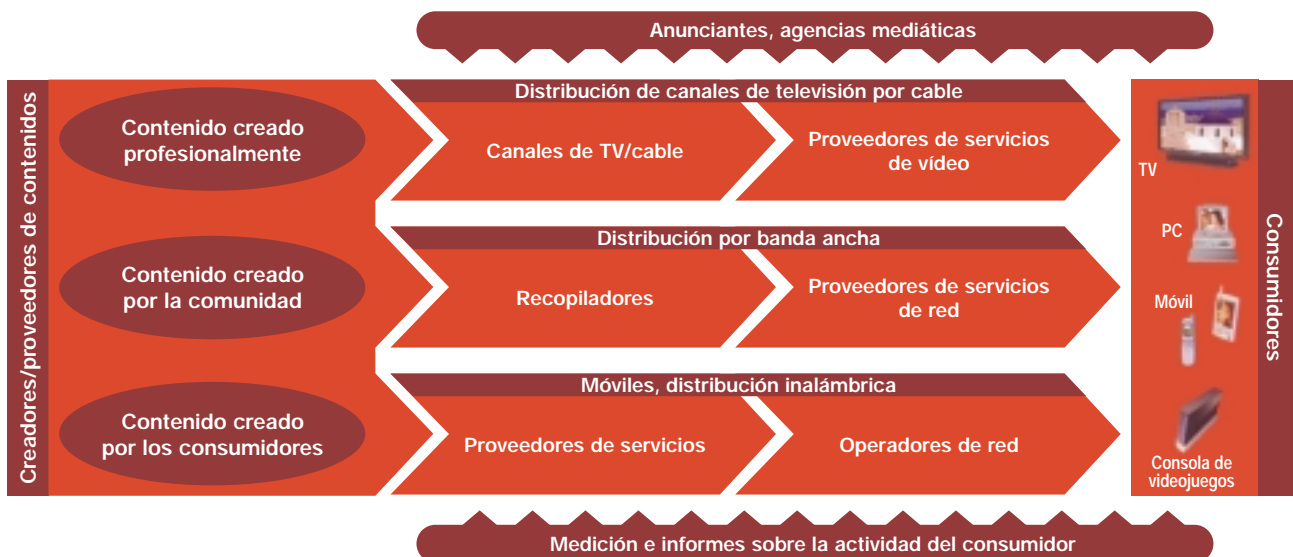 Anunciantes, agencias mediáticas
Creadores/proveedores de contenidos
Contenido creado
profesionalmente
Contenido creado
por la comunidad
Contenido creado
por los consumidores
Distribución de canales de televisión por cable
Canales de TV/cable
Proveedores de servicios
de vídeo
Distribución por banda ancha
Recopiladores
Proveedores de servicios
de red
Móviles, distribución inalámbrica
Proveedores de servicios
Operadores de red
TV
PC
Móvil
Consola de
videojuegos
Consumidores
Medición e informes sobre la actividad del consumidor